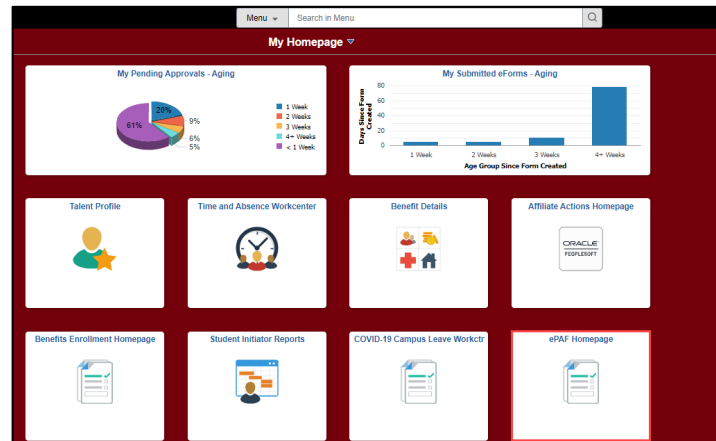 Menu
Search in Menu
My Homepage
My Pending Approvals - Aging
20%
9%
6%
5%
61%
1 Week
2 Weeks
3 Weeks
4+ Weeks
< 1 Week
My Submitted eForms - Aging
Days Since Form
Created
80
60
40
20
0
1 Week
2 Weeks
3 Weeks
4+ Weeks
Age Group Since Form Created
Talent Profile
Time and Absence Workcenter
Benefit Details
Affiliate Actions Homepage
ORACLE
PEOPLESOFT
Benefits Enrollment Homepage
Student Initiator Reports
COVID-19 Campus Leave Workctr
ePAF Homepage